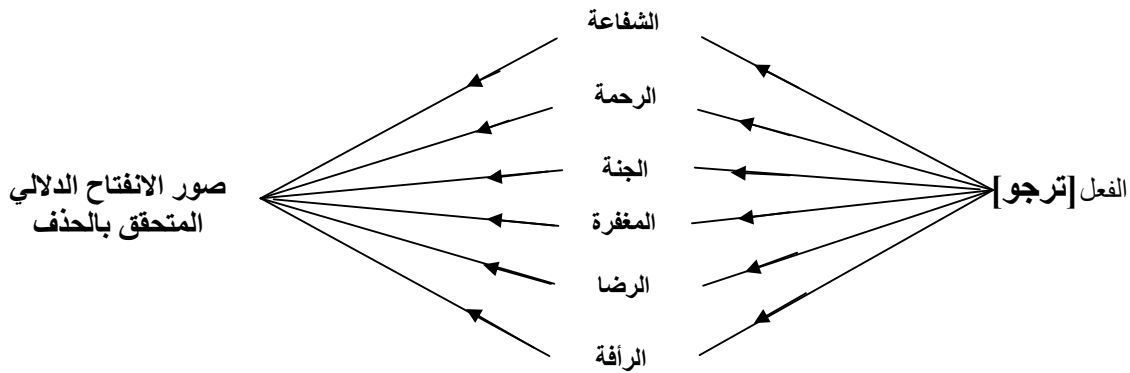 الفعل [ترجو]
الشفاعة
الرحمة
الجنة
المغفرة
الرضا
الرأفة
صور الانفتاح الدلالي
المتحقق بالحذف